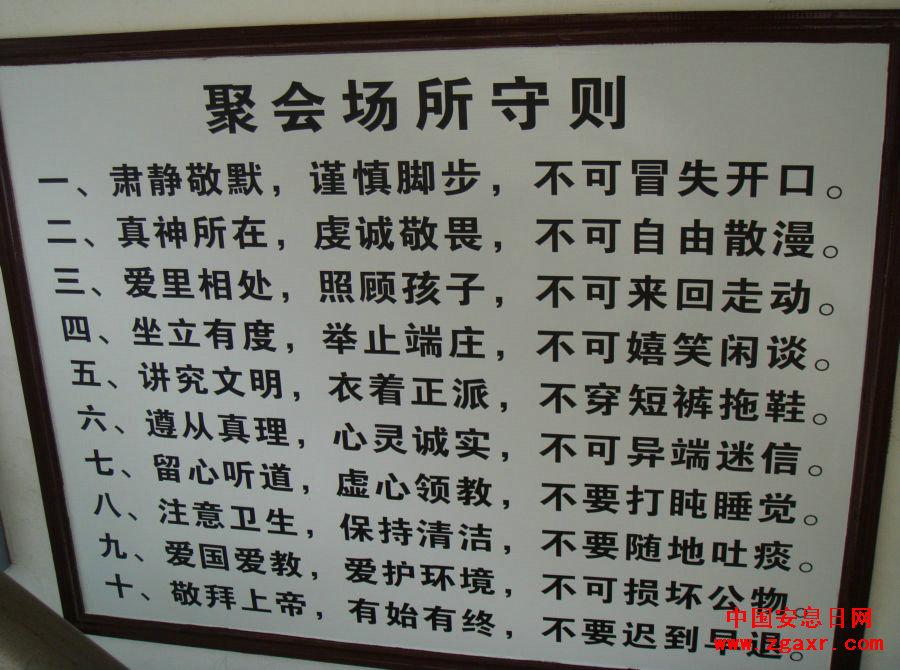 聚会场所守则
一、肃静敬默，谨慎脚步，不可冒失开口。
二、真神所在，虔诚敬畏，不可自由散漫。
三、爱里相处，照顾孩子，不可来回走动。
四、坐立有度，举止端庄，不可嬉笑闲谈。
五、讲究文明，衣着正派，不穿短裤拖鞋。
六、遵从真理，心灵诚实，不可异端迷信。
七、留心听道，虚心领教，不要打盹睡觉。
八、注意卫生，保持清洁，不要随地吐痰。
九、爱国爱教，爱护环境，不可损坏公物。
十、敬拜上帝，有始有终，不要迟到早退。
中国安息日网
www.zgaxr.com